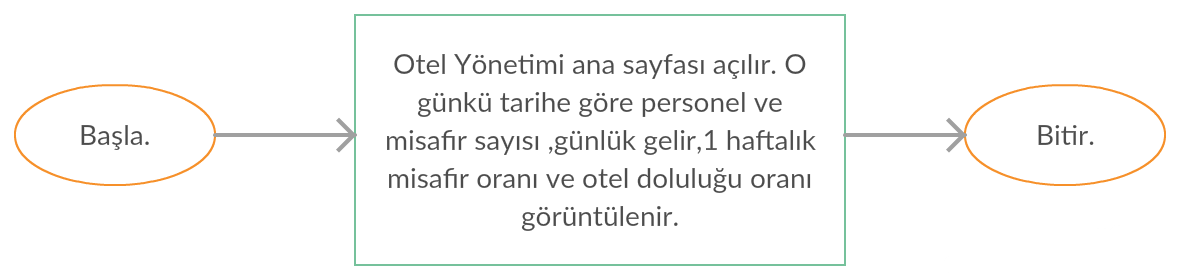 Başla.
Otel Yönetimi ana sayfası açılır. O
günkü tarihe göre personel ve
misafir sayısı ,günlük gelir,1 haftalık
misafir oranı ve otel doluluğu oranı
görüntülenir.
Bitir.